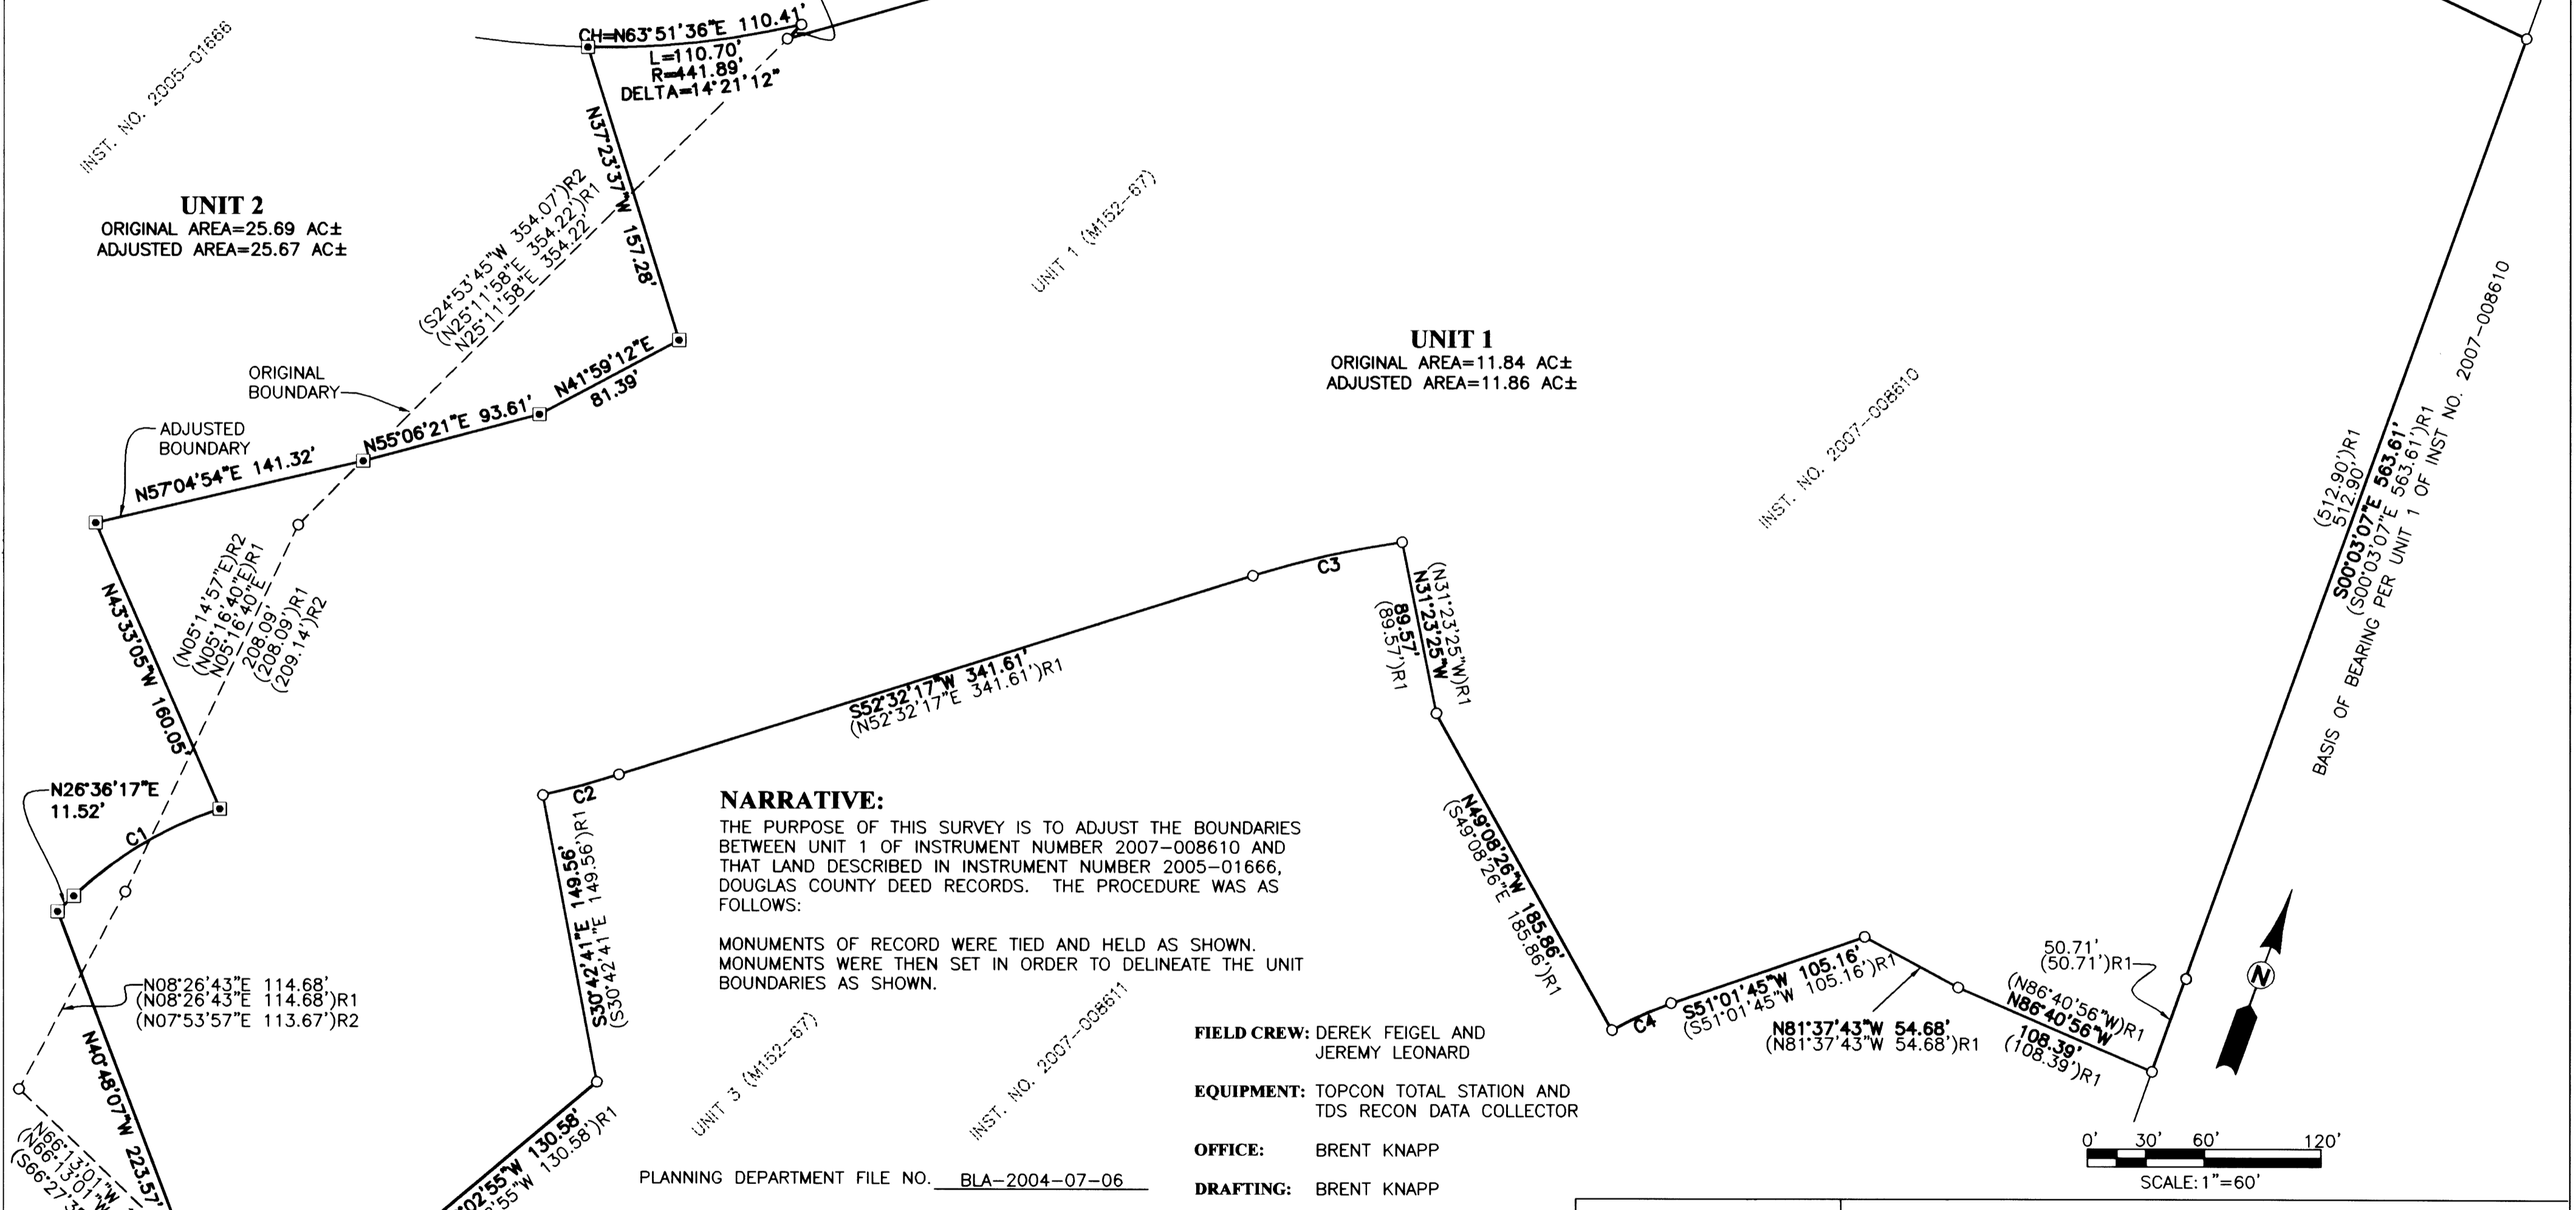 CH=N63°51'36"E 110.41'
L=110.70'
R=441.89'
DELTA=14°21'12"
INST. NO. 2005-01666
UNIT 2
ORIGINAL AREA=25.69 AC±
ADJUSTED AREA=25.67 AC±
N37°23'37"W 157.28'
(S24°53'45"W 354.07')R2
(N25°11'58"E 354.22')R1
N25°11'58"E 354.22'
UNIT 1 (M152-67)
ORIGINAL
BOUNDARY
N41°59'12"E
81.39'
N55°06'21"E 93.61'
ADJUSTED
BOUNDARY
N57°04'54"E 141.32'
UNIT 1
ORIGINAL AREA=11.84 AC±
ADJUSTED AREA=11.86 AC±
INST. NO. 2007-008610
(512.90')R1
512.90'
S00°03'07"E 563.61'
(S00°03'07"E 563.61')R1
BASIS OF BEARING PER UNIT 1 OF INST NO. 2007-008610
N43°33'05"W 160.05'
(N05°14'57"E)R2
(N05°16'40"E)R1
N05°16'40"E
208.09'
(208.09')R1
(209.14')R2
C3
(N31°23'25"W)R1
N31°23'25"W
89.57'
(89.57')R1
S52°32'17"W 341.61'
(N52°32'17"E 341.61')R1
N26°36'17"E
11.52'
C1
C2
NARRATIVE:
THE PURPOSE OF THIS SURVEY IS TO ADJUST THE BOUNDARIES
BETWEEN UNIT 1 OF INSTRUMENT NUMBER 2007-008610 AND
THAT LAND DESCRIBED IN INSTRUMENT NUMBER 2005-01666,
DOUGLAS COUNTY DEED RECORDS. THE PROCEDURE WAS AS
FOLLOWS:
MONUMENTS OF RECORD WERE TIED AND HELD AS SHOWN.
MONUMENTS WERE THEN SET IN ORDER TO DELINEATE THE UNIT
BOUNDARIES AS SHOWN.
S30°42'41"E 149.56'
(S30°42'41"E 149.56')R1
N49°08'26"W 185.86'
(S49°08'26"E 185.86')R1
C4
S51°01'45"W 105.16'
(S51°01'45"W 105.16')R1
N81°37'43"W 54.68'
(N81°37'43"W 54.68')R1
50.71'
(50.71')R1
(N86°40'56"W)R1
N86°40'56"W
108.39'
(108.39')R1
N
N08°26'43"E 114.68'
(N08°26'43"E 114.68')R1
(N07°53'57"E 113.67')R2
N40°48'07"W 223.57'
N66°13'01"W
(N66°13'01"W
UNIT 3 (M152-67)
INST. NO. 2007-008611
02'55"W 130.58'
55"W 130.58')R1
FIELD CREW: DEREK FEIGEL AND
JEREMY LEONARD
EQUIPMENT: TOPCON TOTAL STATION AND
TDS RECON DATA COLLECTOR
OFFICE: BRENT KNAPP
DRAFTING: BRENT KNAPP
PLANNING DEPARTMENT FILE NO. BLA-2004-07-06
0' 30' 60' 120'
SCALE: 1"=60'